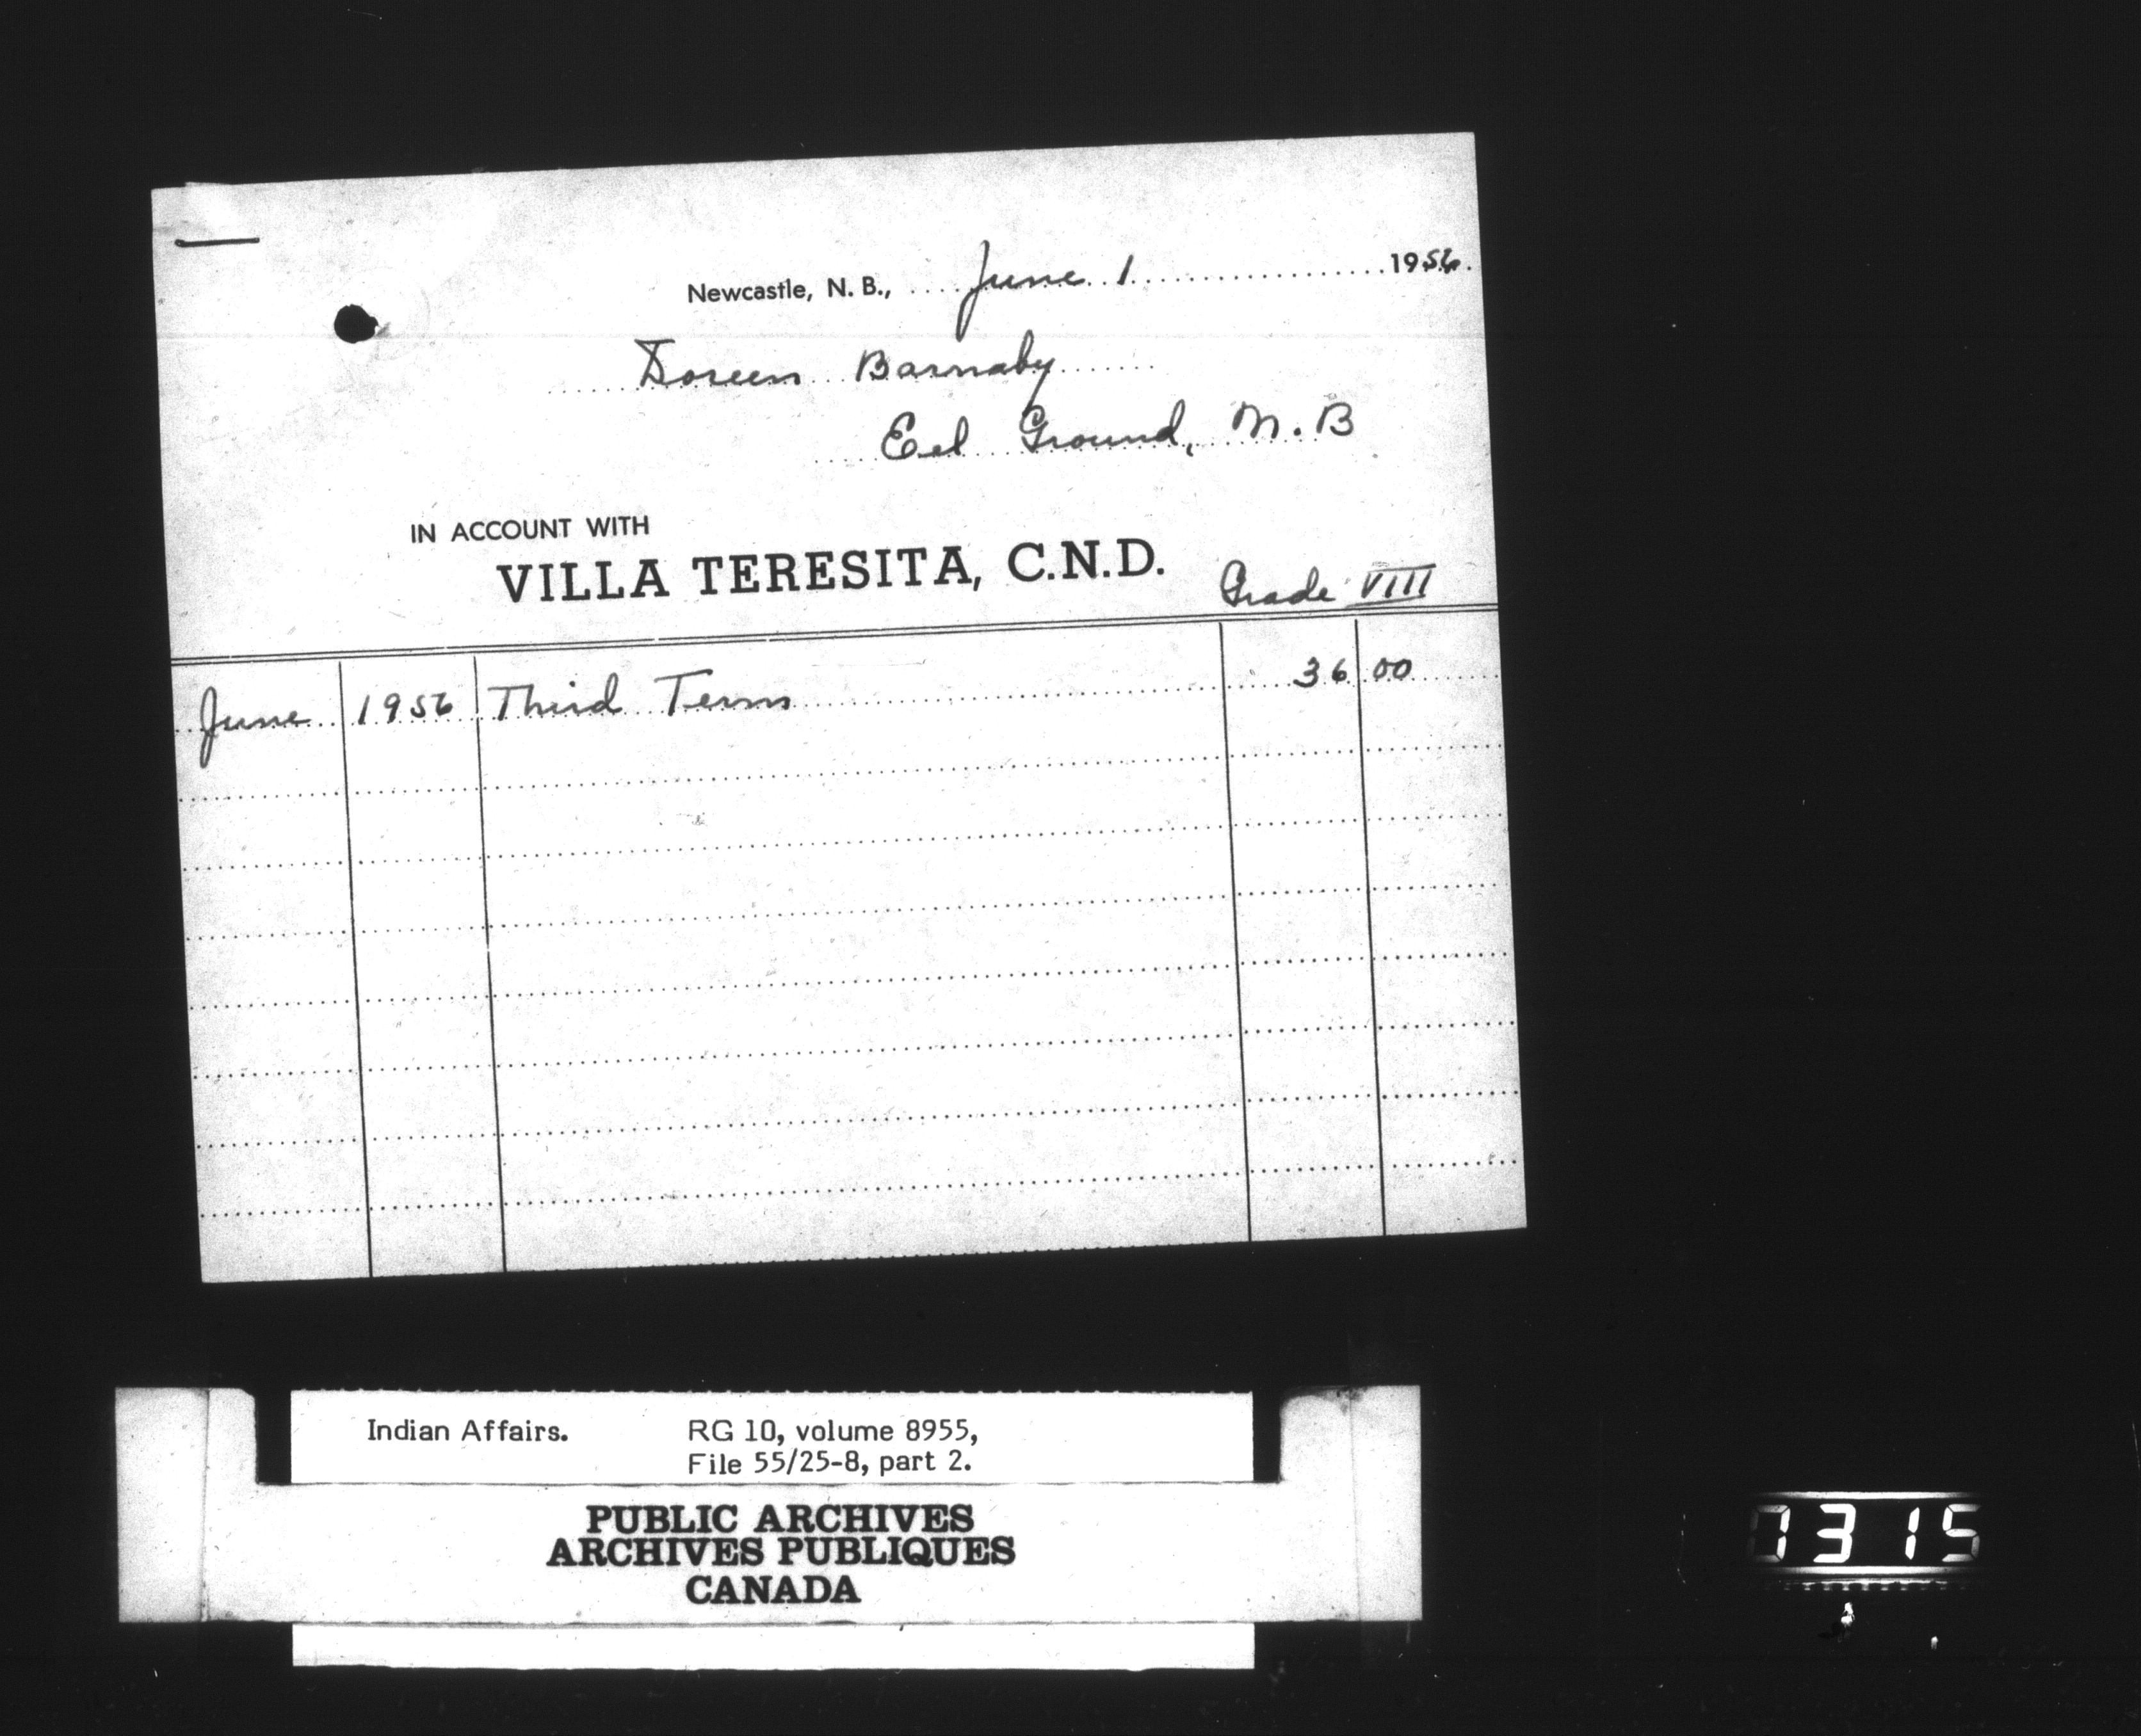 Newcastle, N. B., June 1 1956.
Doreen Barnaby
Eel Ground, N.B
IN ACCOUNT WITH
VILLA TERESITA, C.N.D.
Grade VIII
June 1956 Third Term 36 00
Indian Affairs. RG 10, volume 8955,
File 55/25-8, part 2.
PUBLIC ARCHIVES
ARCHIVES PUBLIQUES
CANADA
7315